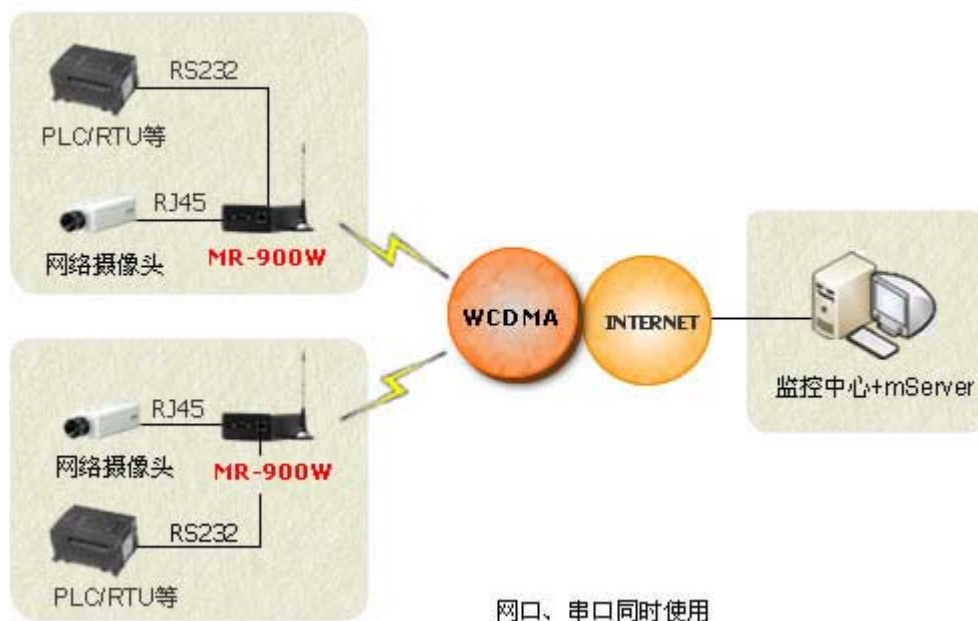 RS232
PLC/RTU等
RJ45
网络摄像头
MR-900W
WCDMA
INTERNET
监控中心+mServer
RJ45
网络摄像头
MR-900W
RS232
PLC/RTU等
网口、串口同时使用